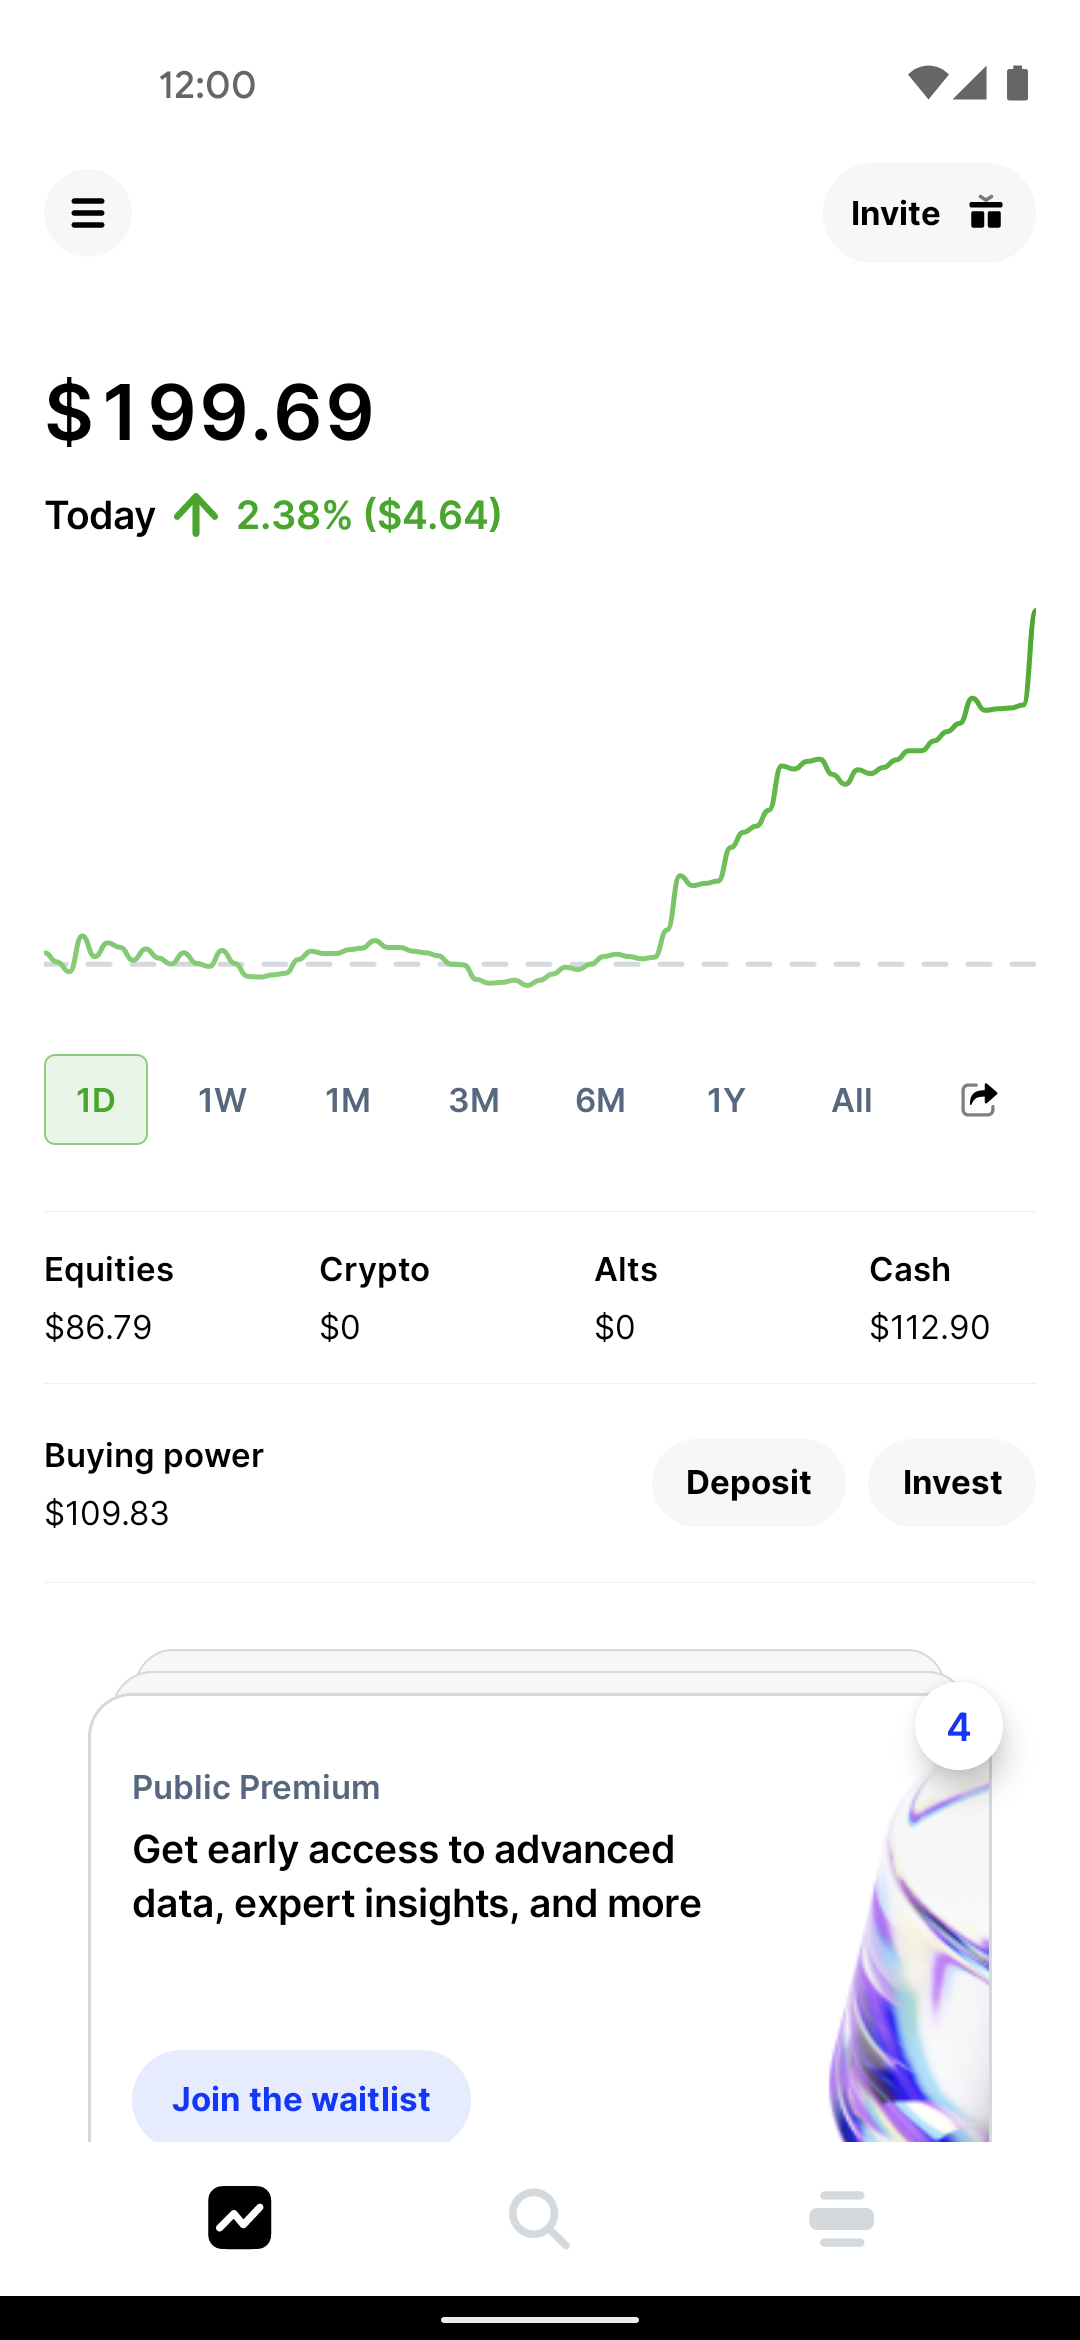 12:00
Invite
$199.69
Today 2.38% ($4.64)
1D 1W 1M 3M 6M 1Y All
Equities Crypto Alts Cash
$86.79 $0 $0 $112.90
Buying power
$109.83
Deposit Invest
4
Public Premium
Get early access to advanced
data, expert insights, and more
Join the waitlist